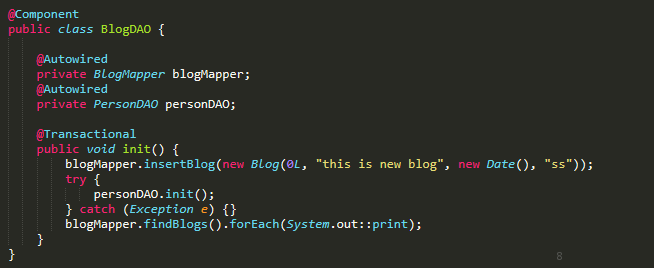 @Component
public class BlogDAO {
@Autowired
private BlogMapper blogMapper;
@Autowired
private PersonDAO personDAO;
@Transactional
public void init() {
blogMapper.insertBlog(new Blog(0L, "this is new blog", new Date(), "ss"));
try {
personDAO.init();
} catch (Exception e) {}
blogMapper.findBlogs().forEach(System.out::print);
}
}
8